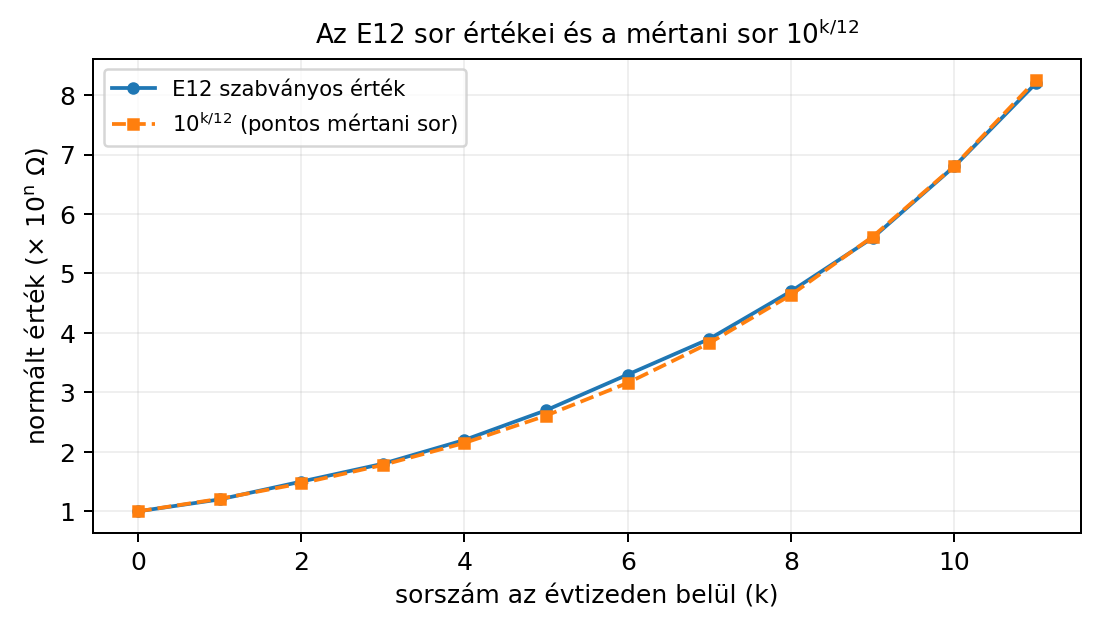 Az E12 sor értékei és a mértani sor 10^k/12
E12 szabványos érték
10^k/12 (pontos mértani sor)
normált érték (× 10^n Ω)
8
7
6
5
4
3
2
1
0 2 4 6 8 10
sorszám az évtizeden belül (k)